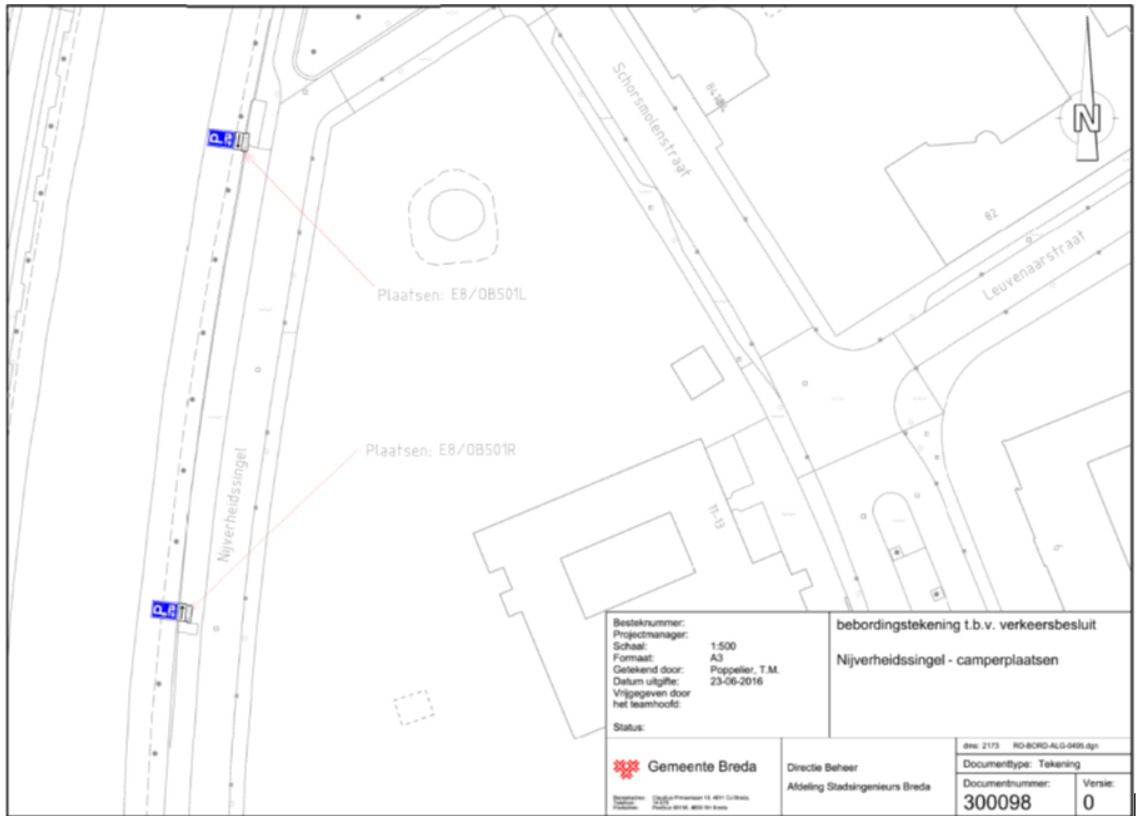 Schorsmolenstraat
82
Leuvenaarstraat
N
Plaatsen: E8/OB501L
Plaatsen: E8/OB501R
Nijverheidssingel
11-13
6
Besteknummer:
Projectmanager:
Schaal: 1:500
Formaat: A3
Getekend door: Poppelier, T.M.
Datum uitgifte: 23-06-2016
Vrijgegeven door
het teamhoofd:
Status:
bebordingstekening t.b.v. verkeersbesluit
Nijverheidssingel - camperplaatsen
Gemeente Breda
Directie Beheer
Afdeling Stadsingenieurs Breda
dms: 2173 RO-BORD-ALG-0495.dgn
Documenttype: Tekening
Documentnummer:
300098
Versie:
0